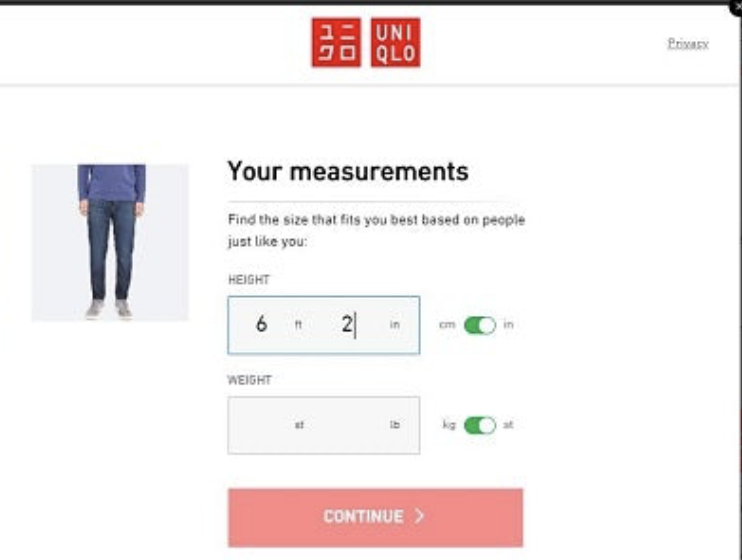 ユニ UNI
クロ QLO
Privacy
Your measurements
Find the size that fits you best based on people
just like you:
HEIGHT
6 ft 2 in cm in
WEIGHT
st lb kg st
CONTINUE >